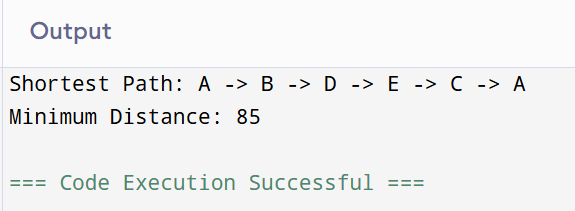 Output
Shortest Path: A -> B -> D -> E -> C -> A
Minimum Distance: 85
=== Code Execution Successful ===